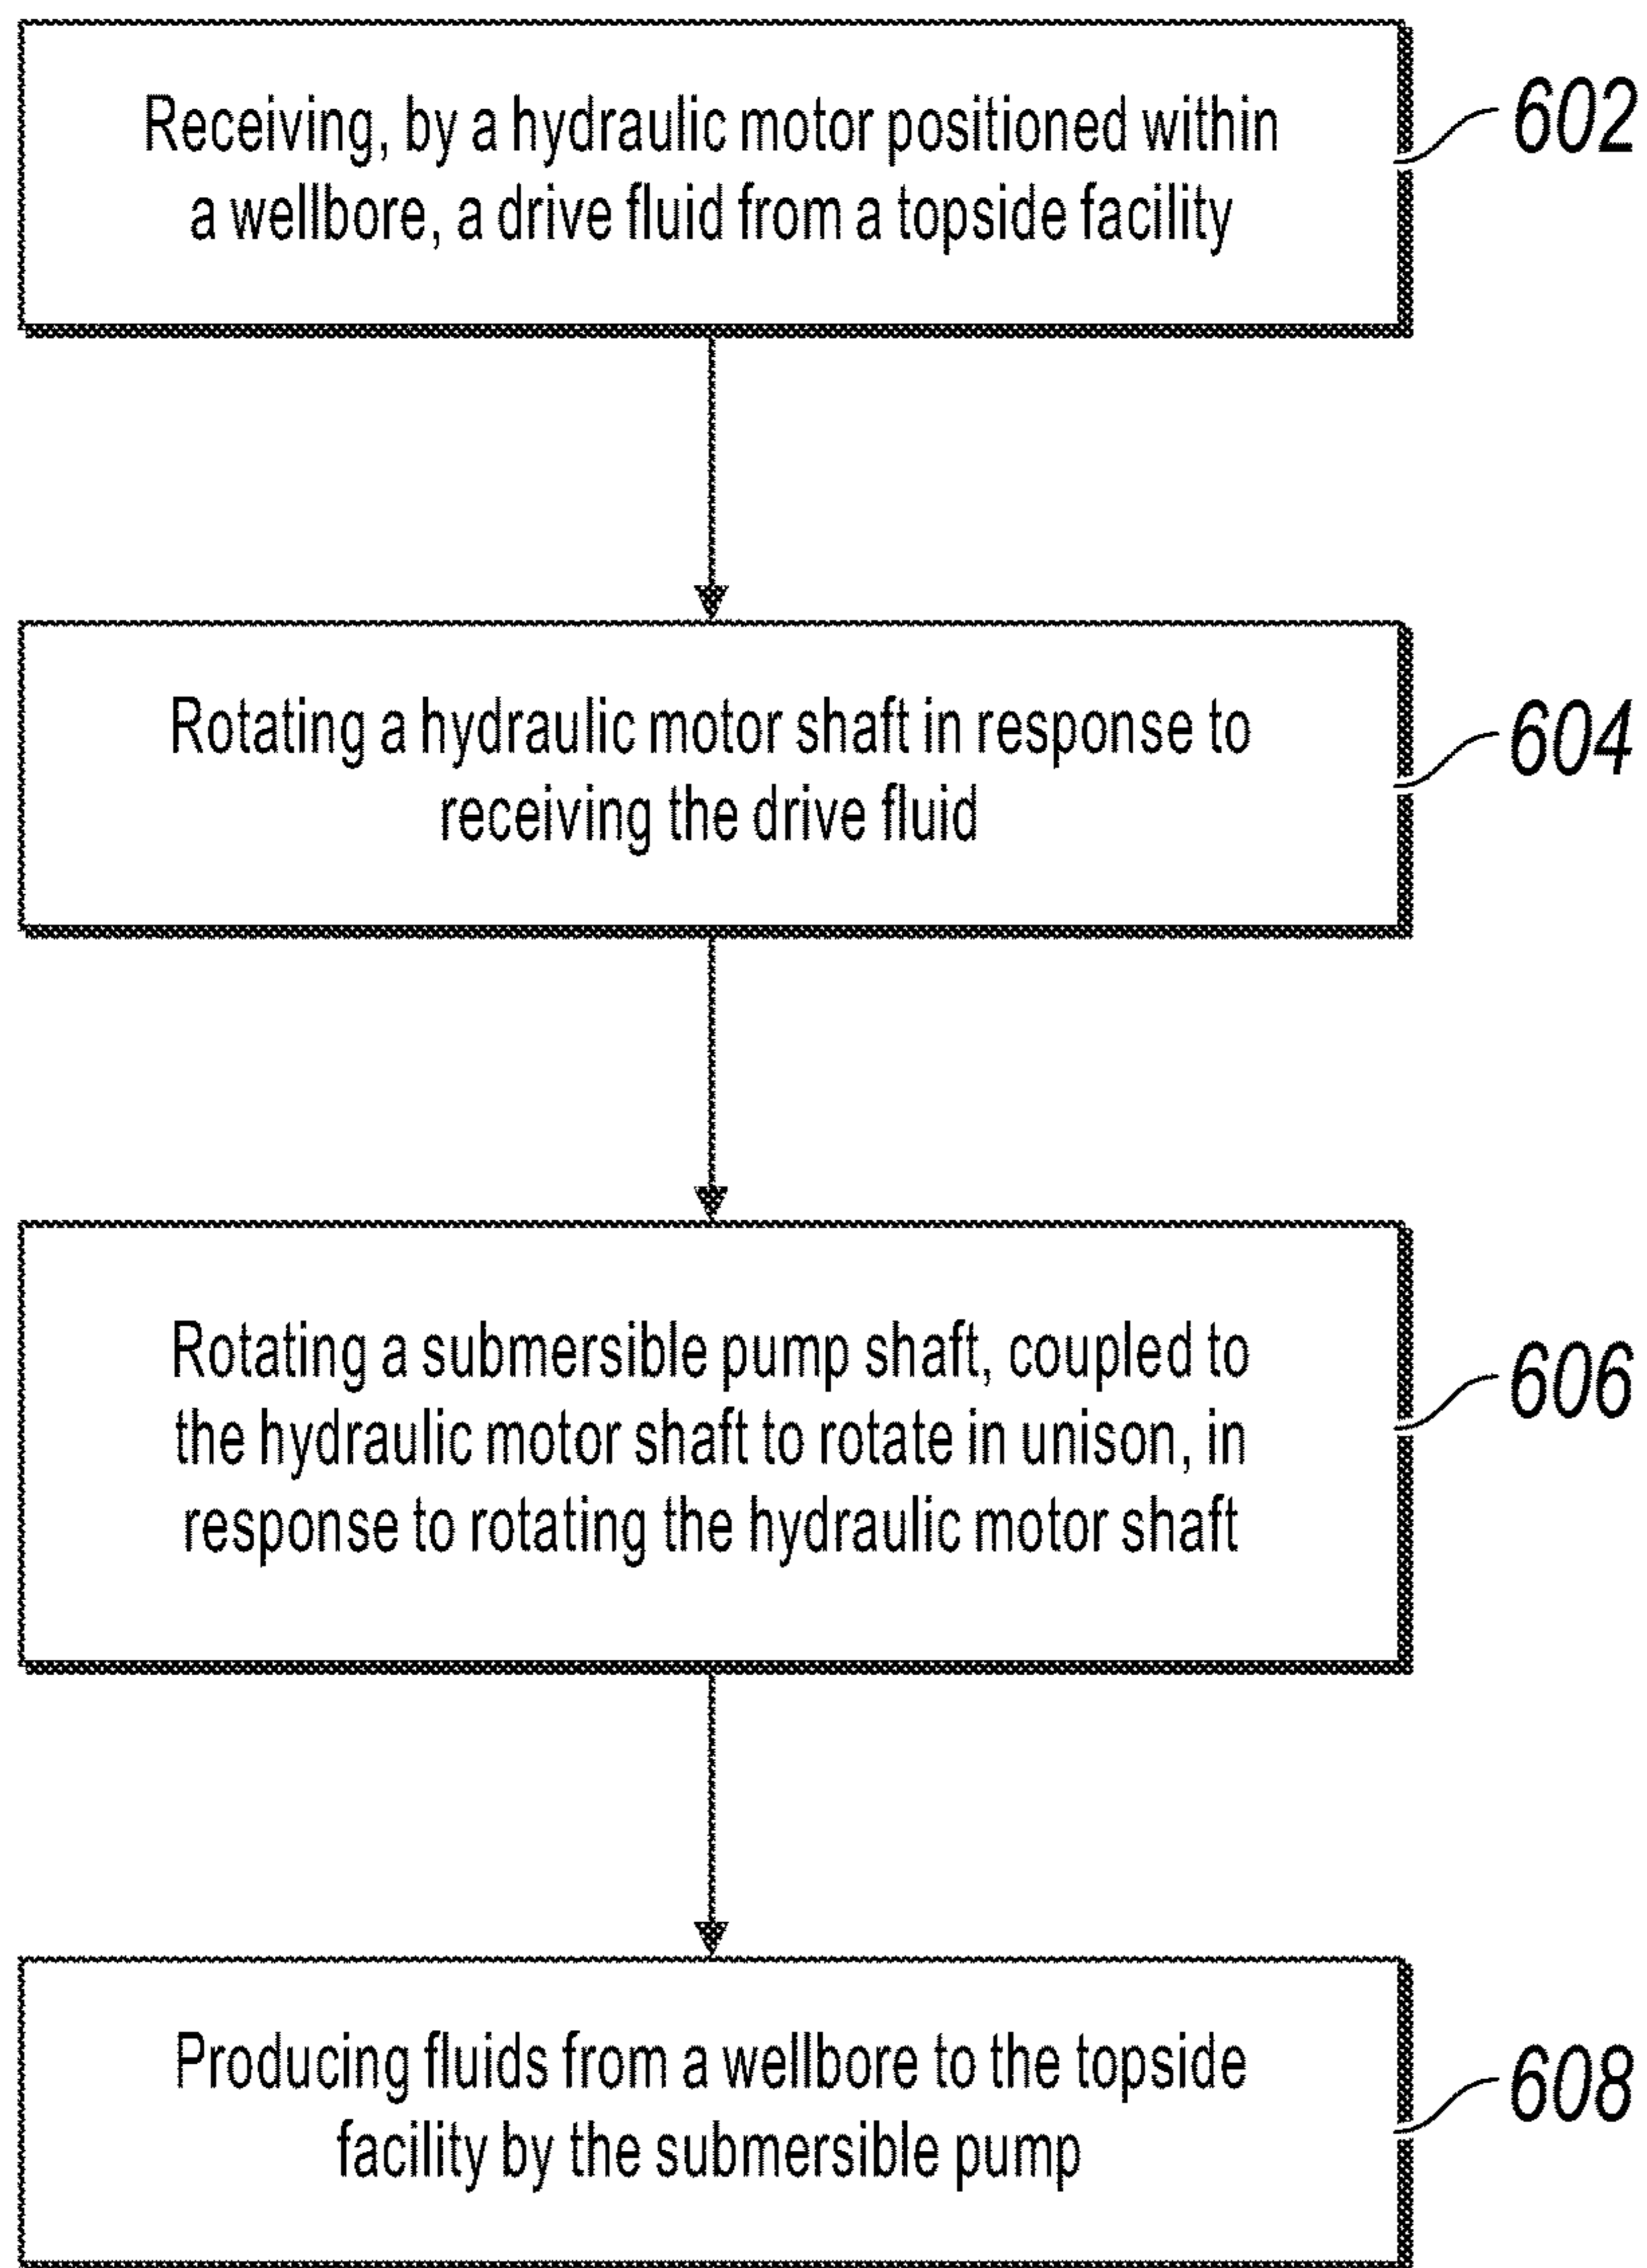 Receiving, by a hydraulic motor positioned within
a wellbore, a drive fluid from a topside facility
602
Rotating a hydraulic motor shaft in response to
receiving the drive fluid
604
Rotating a submersible pump shaft, coupled to
the hydraulic motor shaft to rotate in unison, in
response to rotating the hydraulic motor shaft
606
Producing fluids from a wellbore to the topside
facility by the submersible pump
608